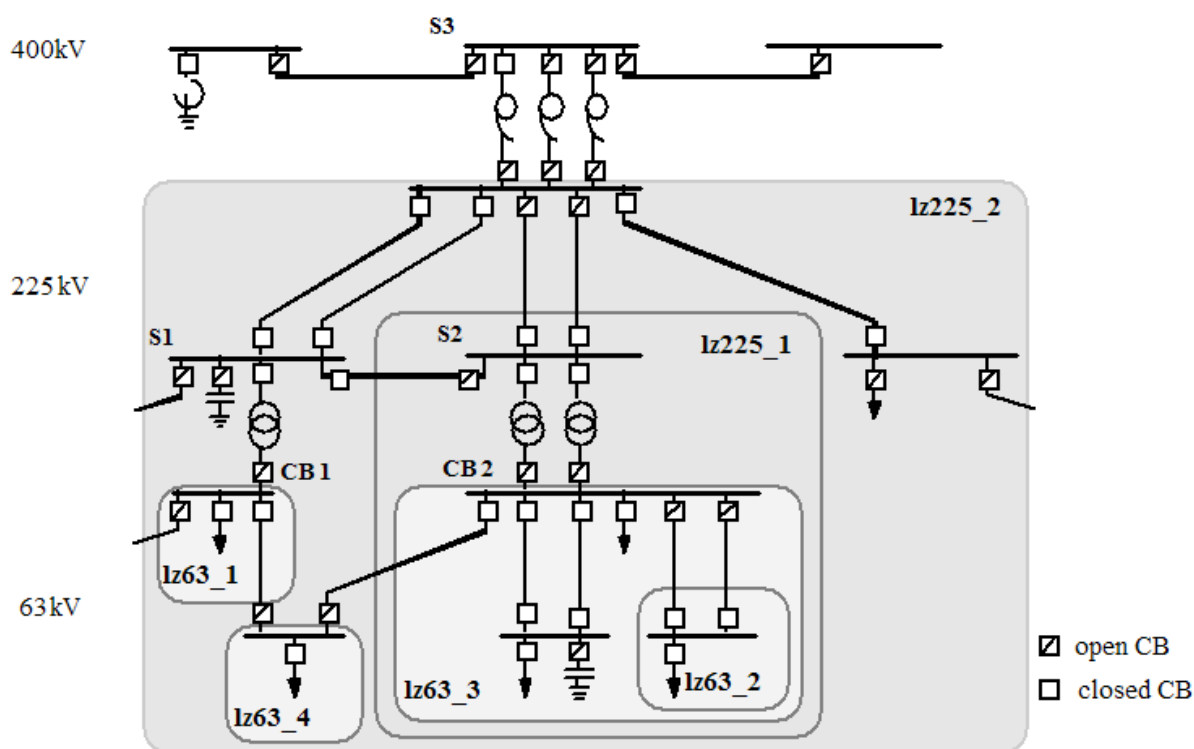 S3
400kV
lz225_2
225kV
S1
S2
lz225_1
CB 1
CB 2
lz63_1
63kV
open CB
lz63_3
lz63_2
closed CB
lz63_4